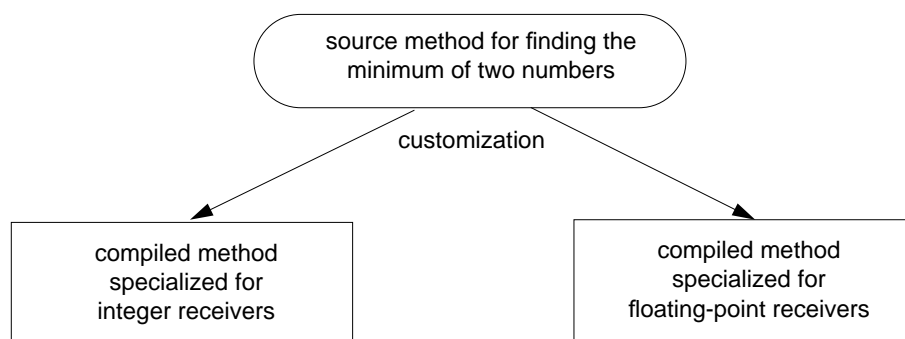 source method for finding the
minimum of two numbers
customization
compiled method
specialized for
integer receivers
compiled method
specialized for
floating-point receivers